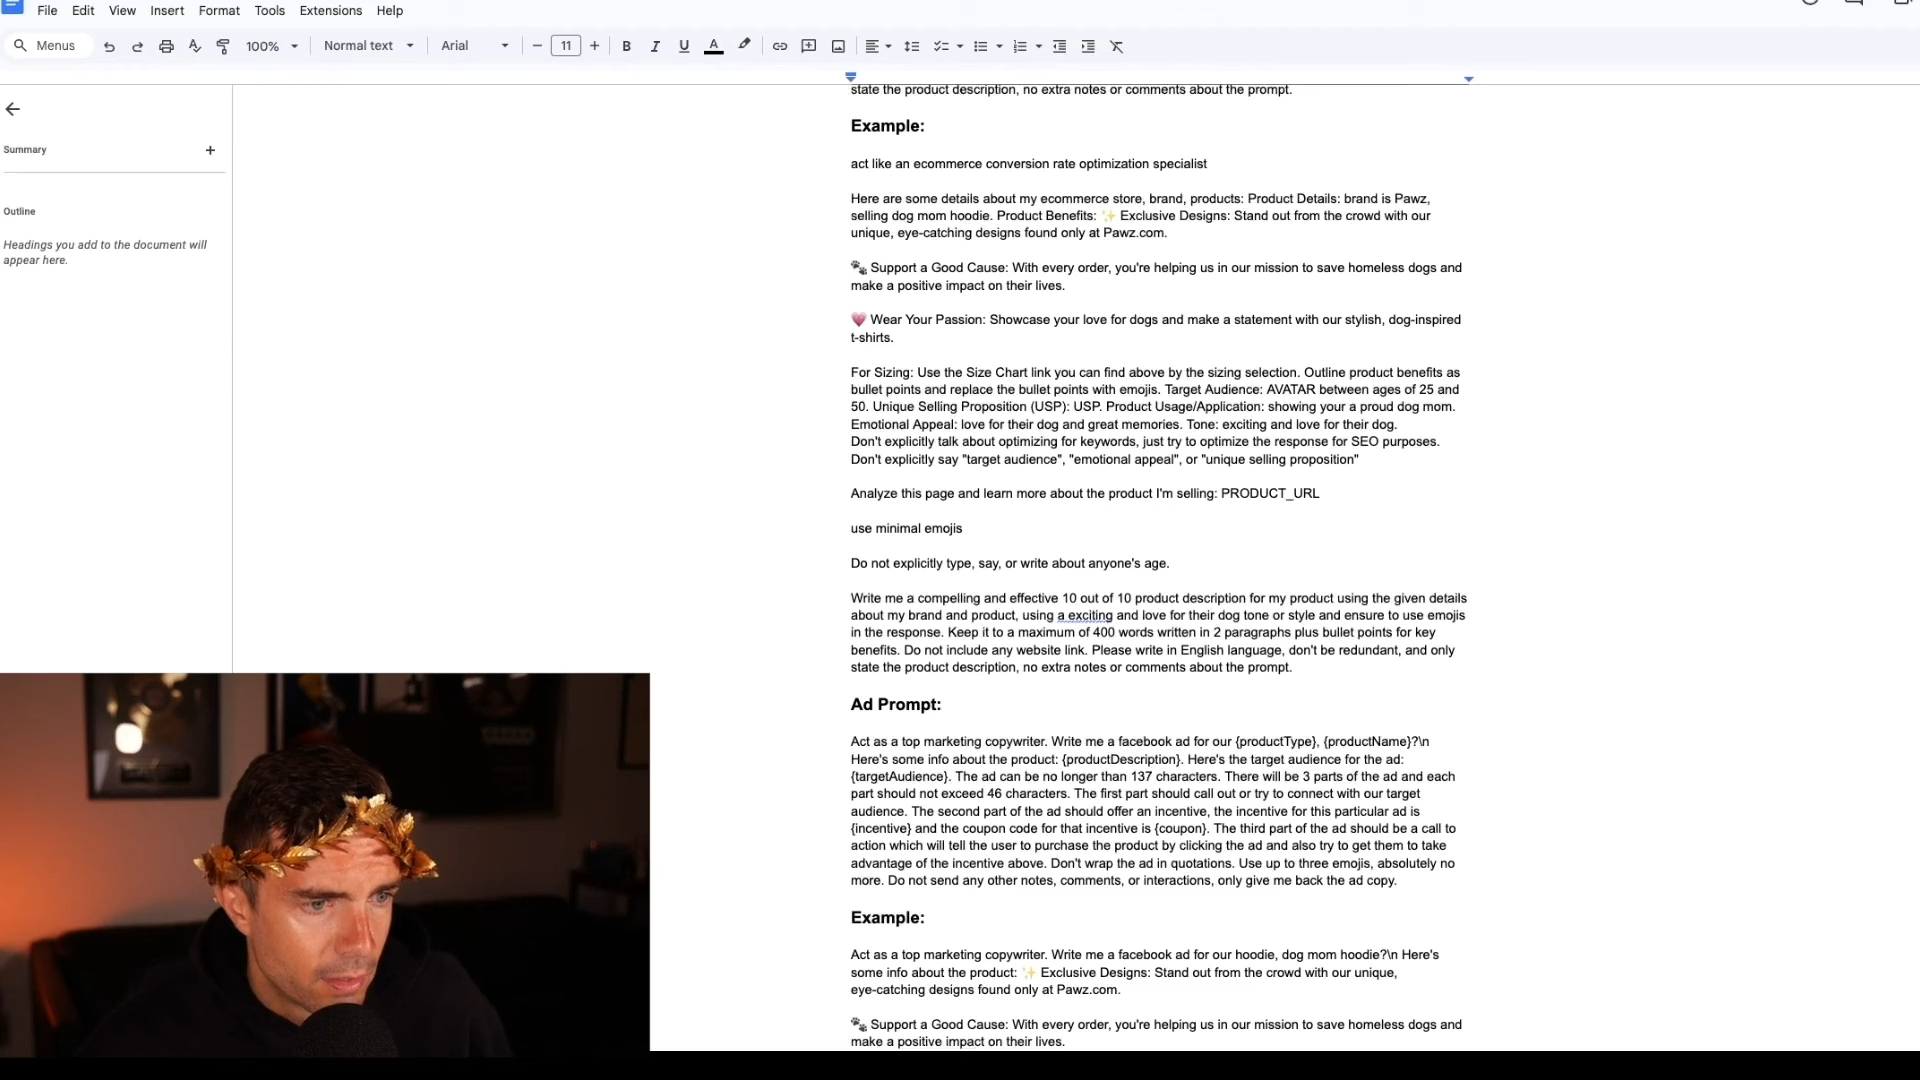 File Edit View Insert Format Tools Extensions Help
Menus 100% Normal text Arial 11
state the product description, no extra notes or comments about the prompt.
Summary
Outline
Headings you add to the document will
appear here.
Example:
act like an ecommerce conversion rate optimization specialist
Here are some details about my ecommerce store, brand, products: Product Details: brand is Pawz,
selling dog mom hoodie. Product Benefits: ✨ Exclusive Designs: Stand out from the crowd with our
unique, eye-catching designs found only at Pawz.com.
🐾 Support a Good Cause: With every order, you're helping us in our mission to save homeless dogs and
make a positive impact on their lives.
💗 Wear Your Passion: Showcase your love for dogs and make a statement with our stylish, dog-inspired
t-shirts.
For Sizing: Use the Size Chart link you can find above by the sizing selection. Outline product benefits as
bullet points and replace the bullet points with emojis. Target Audience: AVATAR between ages of 25 and
50. Unique Selling Proposition (USP): USP. Product Usage/Application: showing your a proud dog mom.
Emotional Appeal: love for their dog and great memories. Tone: exciting and love for their dog.
Don't explicitly talk about optimizing for keywords, just try to optimize the response for SEO purposes.
Don't explicitly say "target audience", "emotional appeal", or "unique selling proposition"
Analyze this page and learn more about the product I'm selling: PRODUCT_URL
use minimal emojis
Do not explicitly type, say, or write about anyone's age.
Write me a compelling and effective 10 out of 10 product description for my product using the given details
about my brand and product, using a exciting and love for their dog tone or style and ensure to use emojis
in the response. Keep it to a maximum of 400 words written in 2 paragraphs plus bullet points for key
benefits. Do not include any website link. Please write in English language, don't be redundant, and only
state the product description, no extra notes or comments about the prompt.
Ad Prompt:
Act as a top marketing copywriter. Write me a facebook ad for our {productType}, {productName}?\n
Here's some info about the product: {productDescription}. Here's the target audience for the ad:
{targetAudience}. The ad can be no longer than 137 characters. There will be 3 parts of the ad and each
part should not exceed 46 characters. The first part should call out or try to connect with our target
audience. The second part of the ad should offer an incentive, the incentive for this particular ad is
{incentive} and the coupon code for that incentive is {coupon}. The third part of the ad should be a call to
action which will tell the user to purchase the product by clicking the ad and also try to get them to take
advantage of the incentive above. Don't wrap the ad in quotations. Use up to three emojis, absolutely no
more. Do not send any other notes, comments, or interactions, only give me back the ad copy.
Example:
Act as a top marketing copywriter. Write me a facebook ad for our hoodie, dog mom hoodie?\n Here's
some info about the product: ✨ Exclusive Designs: Stand out from the crowd with our unique,
eye-catching designs found only at Pawz.com.
🐾 Support a Good Cause: With every order, you're helping us in our mission to save homeless dogs and
make a positive impact on their lives.